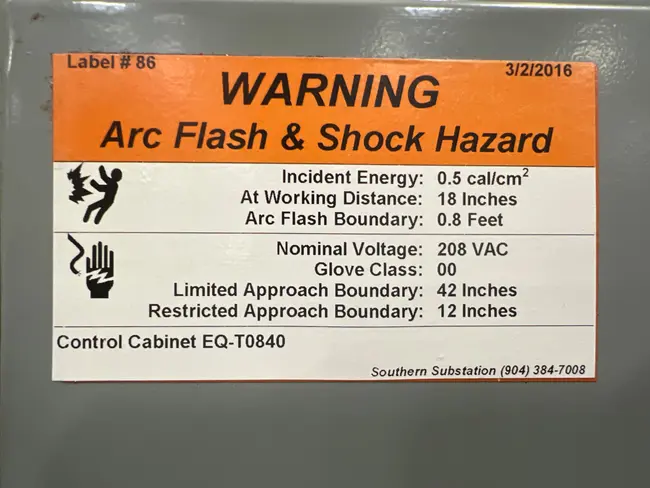 Label # 86
3/2/2016
WARNING
Arc Flash & Shock Hazard
Incident Energy: 0.5 cal/cm²
At Working Distance: 18 Inches
Arc Flash Boundary: 0.8 Feet
Nominal Voltage: 208 VAC
Glove Class: 00
Limited Approach Boundary: 42 Inches
Restricted Approach Boundary: 12 Inches
Control Cabinet EQ-T0840
Southern Substation (904) 384-7008